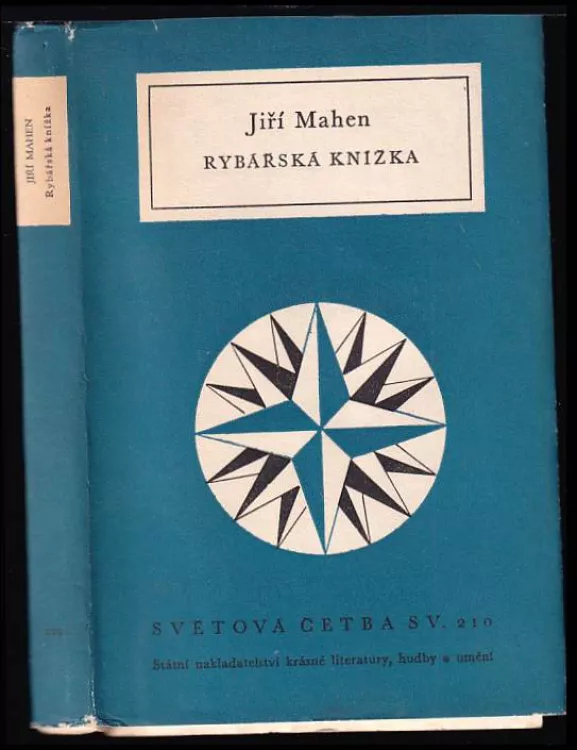 JIŘÍ MAHEN
Rybářská knížka
Jiří Mahen
RYBÁŘSKÁ KNÍŽKA
SVĚTOVÁ ČETBA SV. 210
Státní nakladatelství krásné literatury, hudby a umění